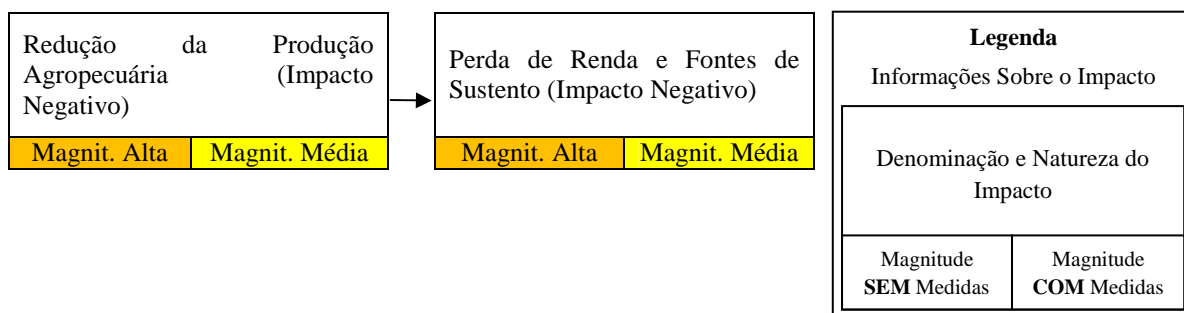 Redução da Produção
Agropecuária (Impacto
Negativo)
Magnit. Alta Magnit. Média
Perda de Renda e Fontes de
Sustento (Impacto Negativo)
Magnit. Alta Magnit. Média
Legenda
Informações Sobre o Impacto
Denominação e Natureza do
Impacto
Magnitude
SEM Medidas
Magnitude
COM Medidas